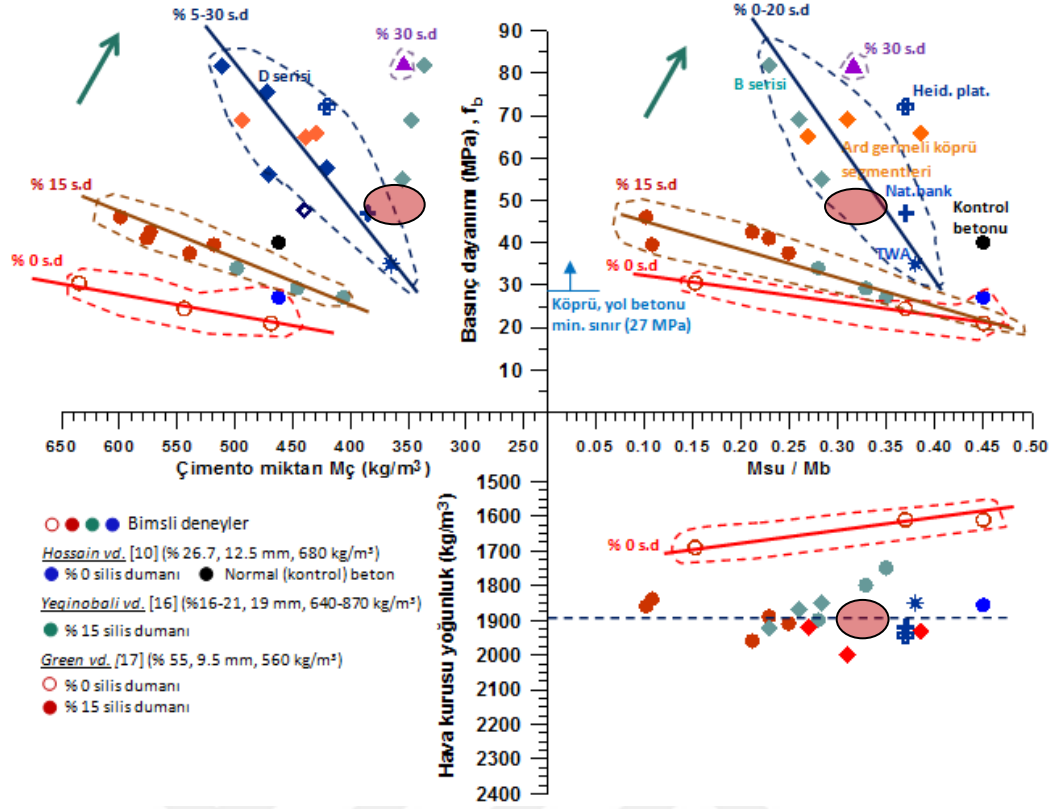 % 5-30 s.d
% 30 s.d
D serisi
% 15 s.d
% 0 s.d
Basınç dayanımı (MPa) , fb
90
80
70
60
50
40
30
20
10
% 0-20 s.d
% 30 s.d
B serisi
Heid. plat.
Ard germeli köprü
segmentleri
% 15 s.d
Nat.bank
Kontrol
betonu
TWA
% 0 s.d
Köprü, yol betonu
min. sınır (27 MPa)
650 600 550 500 450 400 350 300 250
Çimento miktarı Mç (kg/m³)
0.05 0.10 0.15 0.20 0.25 0.30 0.35 0.40 0.45 0.50
Msu / Mb
Hava kurusu yoğunluk (kg/m³)
1500
1600
1700
1800
1900
2000
2100
2200
2300
2400
% 0 s.d
Bimsli deneyler
Hossain vd. [10] (% 26.7, 12.5 mm, 680 kg/m³)
% 0 silis dumanı Normal (kontrol) beton
Yeginobali vd. [16] (%16-21, 19 mm, 640-870 kg/m³)
% 15 silis dumanı
Green vd. [17] (% 55, 9.5 mm, 560 kg/m³)
% 0 silis dumanı
% 15 silis dumanı